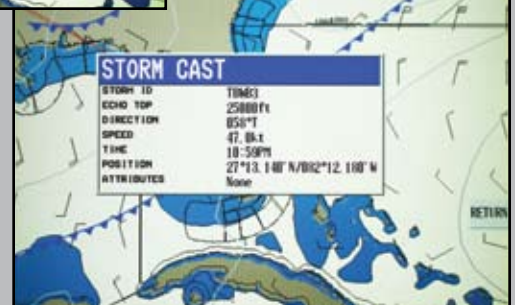 STORM CAST
STORM ID TBW83
ECHO TOP 25000ft
DIRECTION 058°T
SPEED 47.0kt
TIME 10:59PM
POSITION 27°13.140'N/082°12.180'W
ATTRIBUTES None
RETURN